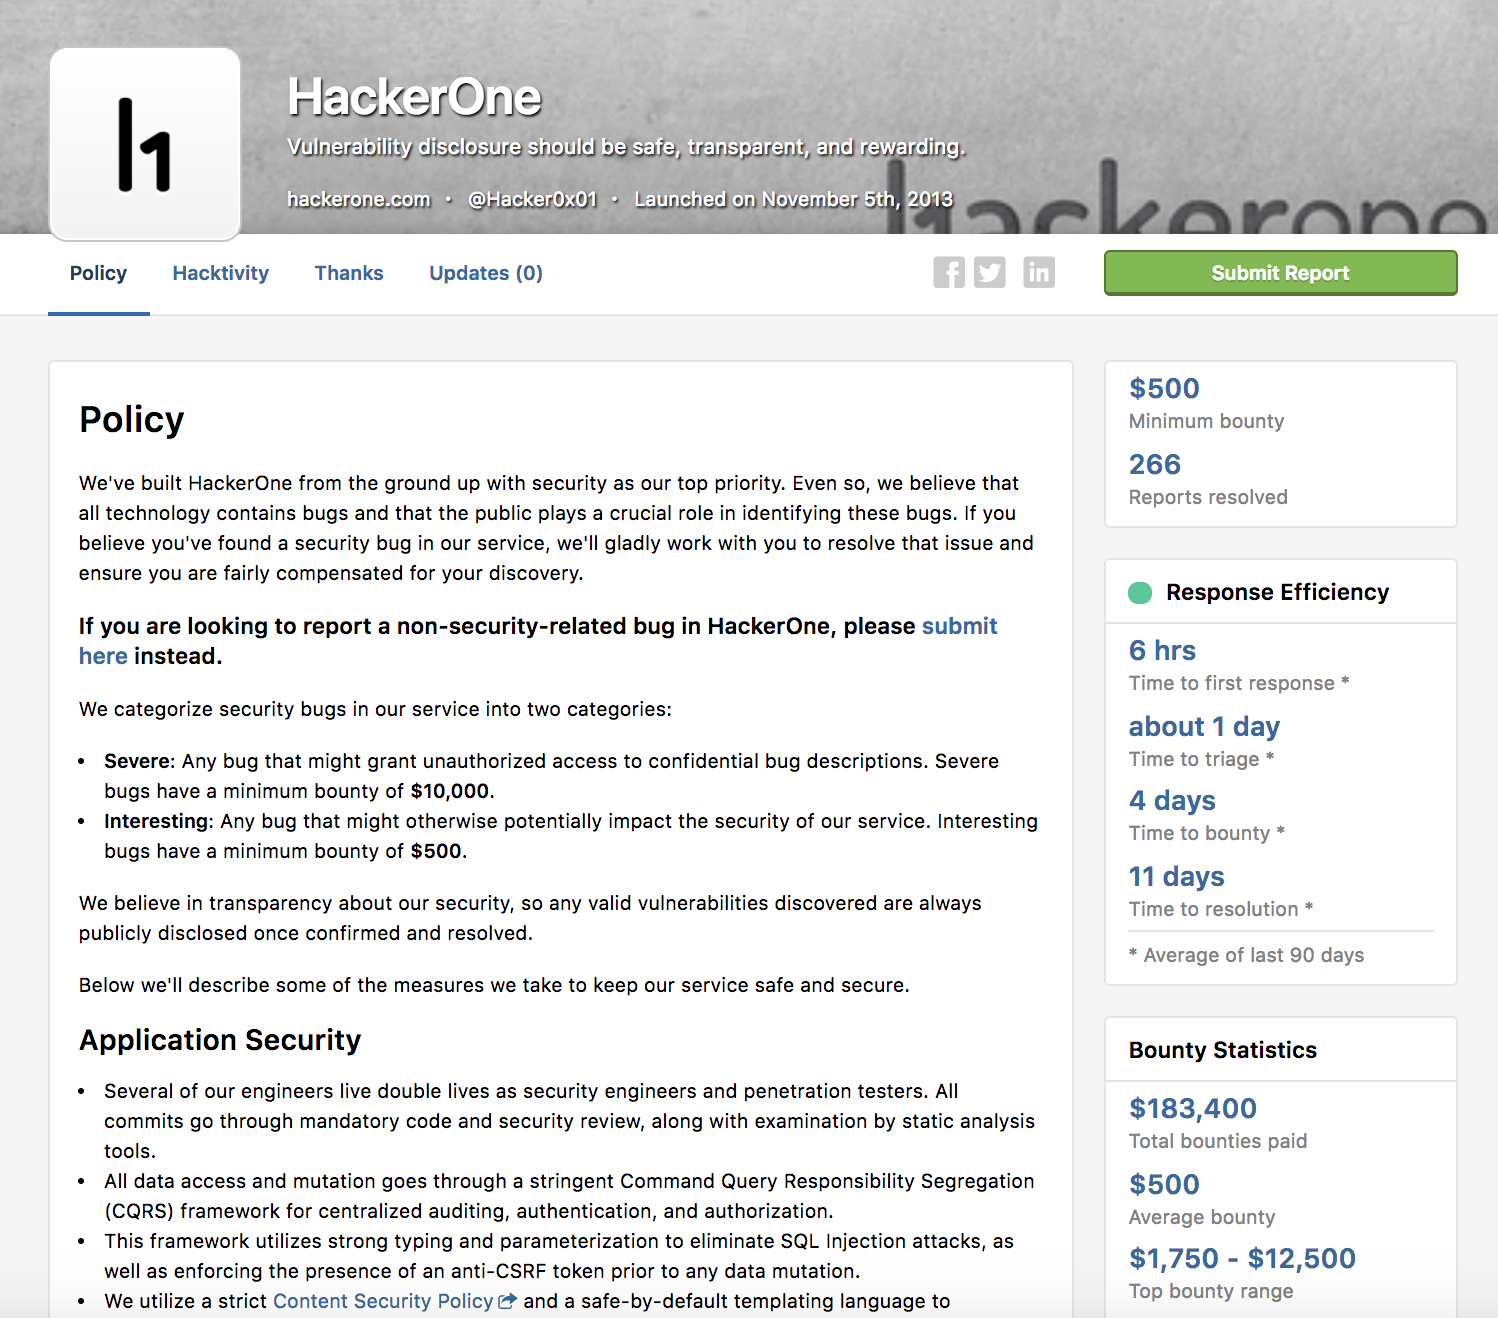 h1
HackerOne
Vulnerability disclosure should be safe, transparent, and rewarding.
hackerone.com · @Hacker0x01 · Launched on November 5th, 2013
hackerone
Policy Hacktivity Thanks Updates (0)
Submit Report
Policy
We've built HackerOne from the ground up with security as our top priority. Even so, we believe that
all technology contains bugs and that the public plays a crucial role in identifying these bugs. If you
believe you've found a security bug in our service, we'll gladly work with you to resolve that issue and
ensure you are fairly compensated for your discovery.
If you are looking to report a non-security-related bug in HackerOne, please submit
here instead.
We categorize security bugs in our service into two categories:
• Severe: Any bug that might grant unauthorized access to confidential bug descriptions. Severe
bugs have a minimum bounty of $10,000.
• Interesting: Any bug that might otherwise potentially impact the security of our service. Interesting
bugs have a minimum bounty of $500.
We believe in transparency about our security, so any valid vulnerabilities discovered are always
publicly disclosed once confirmed and resolved.
Below we'll describe some of the measures we take to keep our service safe and secure.
Application Security
• Several of our engineers live double lives as security engineers and penetration testers. All
commits go through mandatory code and security review, along with examination by static analysis
tools.
• All data access and mutation goes through a stringent Command Query Responsibility Segregation
(CQRS) framework for centralized auditing, authentication, and authorization.
• This framework utilizes strong typing and parameterization to eliminate SQL Injection attacks, as
well as enforcing the presence of an anti-CSRF token prior to any data mutation.
• We utilize a strict Content Security Policy and a safe-by-default templating language to
$500
Minimum bounty
266
Reports resolved
Response Efficiency
6 hrs
Time to first response *
about 1 day
Time to triage *
4 days
Time to bounty *
11 days
Time to resolution *
* Average of last 90 days
Bounty Statistics
$183,400
Total bounties paid
$500
Average bounty
$1,750 - $12,500
Top bounty range